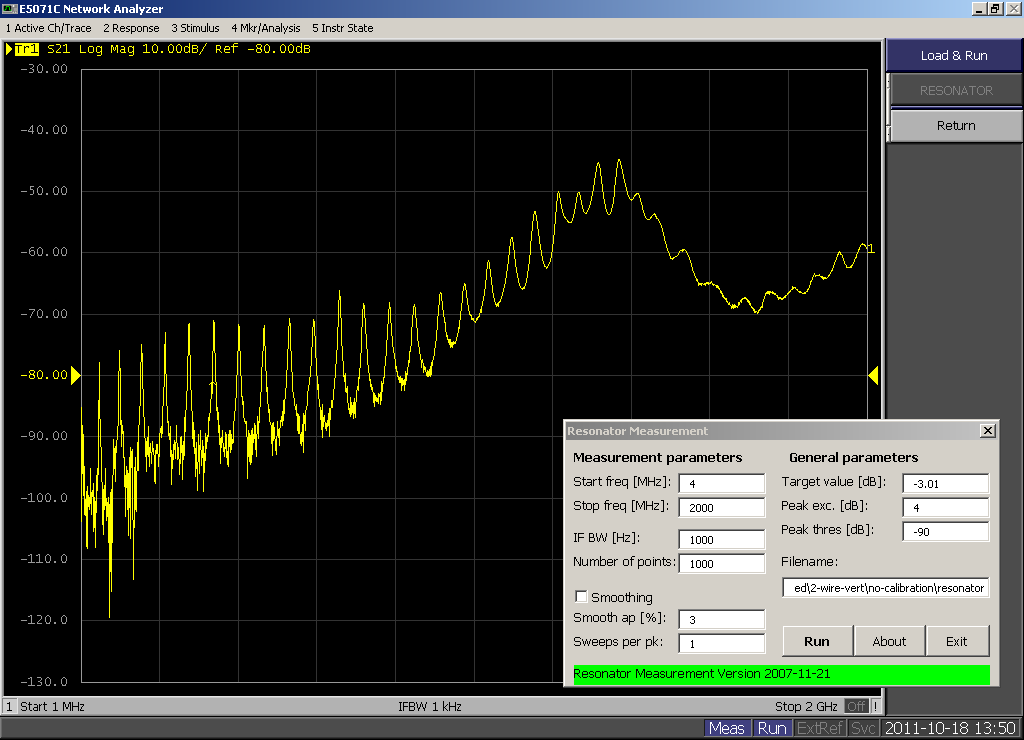 E5071C Network Analyzer
1 Active Ch/Trace 2 Response 3 Stimulus 4 Mkr/Analysis 5 Instr State
Tr1 S21 Log Mag 10.00dB/ Ref -80.00dB
-30.00
-40.00
-50.00
-60.00
-70.00
-80.00
-90.00
-100.0
-110.0
-120.0
-130.0
1
Load & Run
RESONATOR
Return
Resonator Measurement
Measurement parameters
Start freq [MHz]: 4
Stop freq [MHz]: 2000
IF BW [Hz]: 1000
Number of points: 1000
Smoothing
Smooth ap [%]: 3
Sweeps per pk: 1
General parameters
Target value [dB]: -3.01
Peak exc. [dB]: 4
Peak thres [dB]: -90
Filename:
ed\2-wire-vert\no-calibration\resonator
Run About Exit
Resonator Measurement Version 2007-11-21
1 Start 1 MHz IFBW 1 kHz Stop 2 GHz Off !
Meas Run ExtRef Svc 2011-10-18 13:50